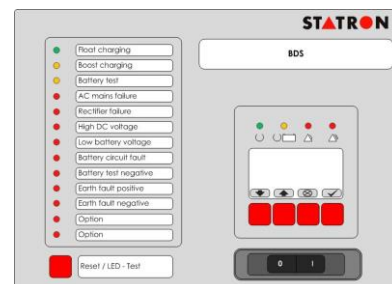 STATRON
BDS
Float charging
Boost charging
Battery test
AC mains failure
Rectifier failure
High DC voltage
Low battery voltage
Battery circuit fault
Battery test negative
Earth fault positive
Earth fault negative
Option
Option
Reset / LED - Test
0 I